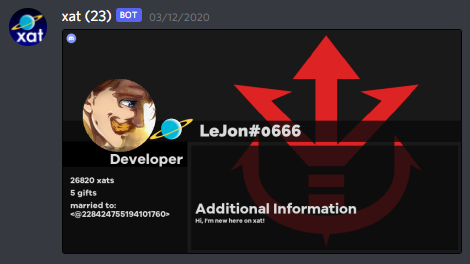 xat (23) BOT 03/12/2020
xat
LeJon#0666
Developer
26820 xats
5 gifts
married to:
<@228424755194101760>
Additional Information
Hi, I'm new here on xat!